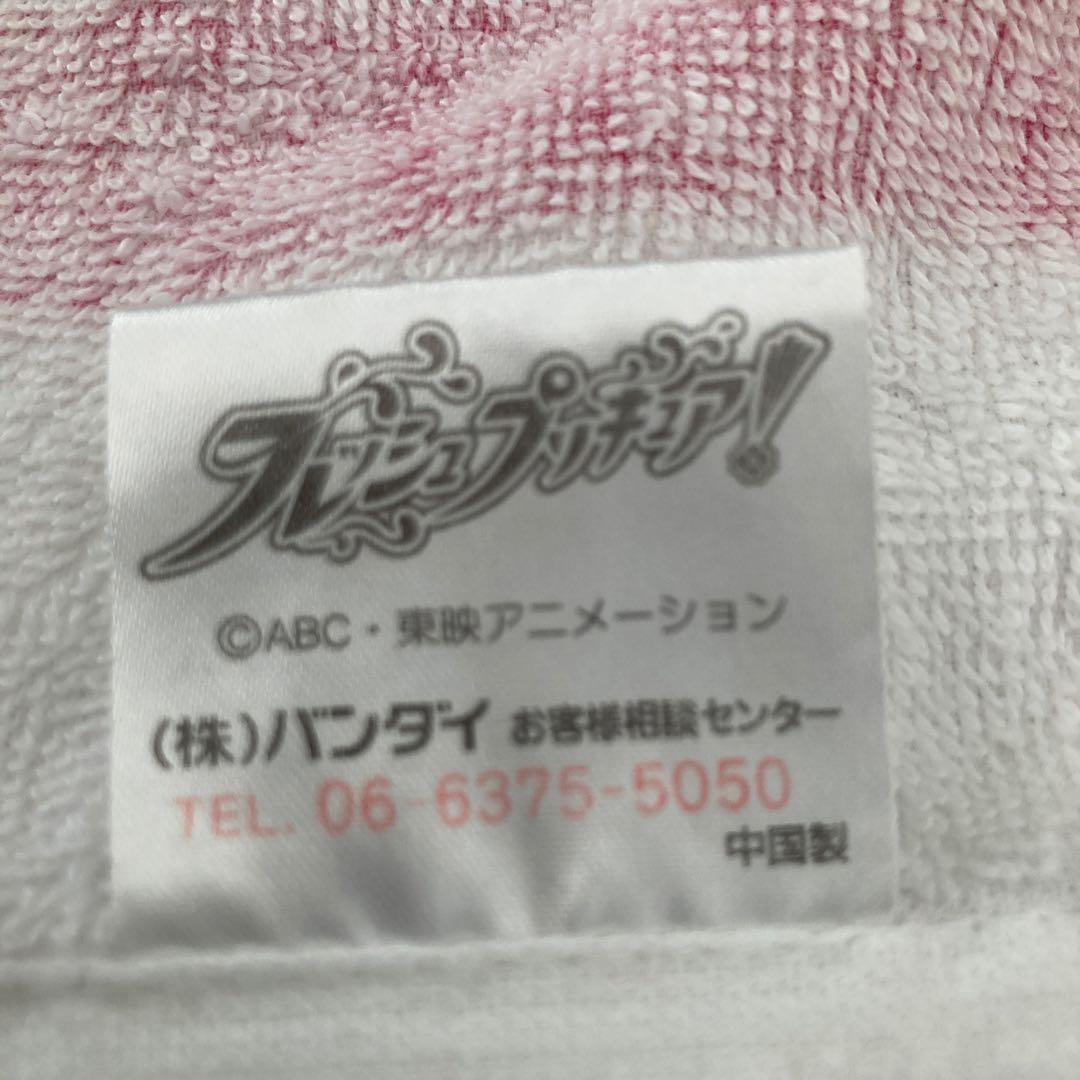 フレッシュプリキュア!
©ABC・東映アニメーション
(株)バンダイ お客様相談センター
TEL. 06-6375-5050
中国製